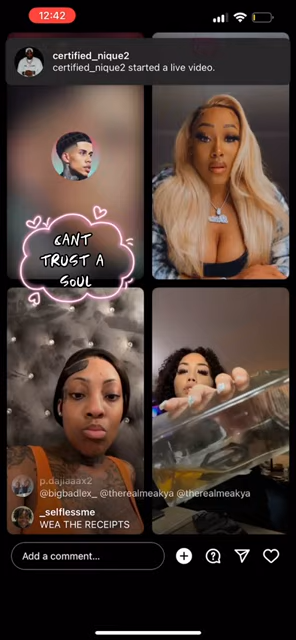 12:42
certified_nique2
certified_nique2 started a live video.
CANT
TRUST A
SOUL
p.dajiaaax2
@bigbadlex_ @therealmeakya @therealmeakya
_selflessme
WEA THE RECEIPTS
Add a comment...